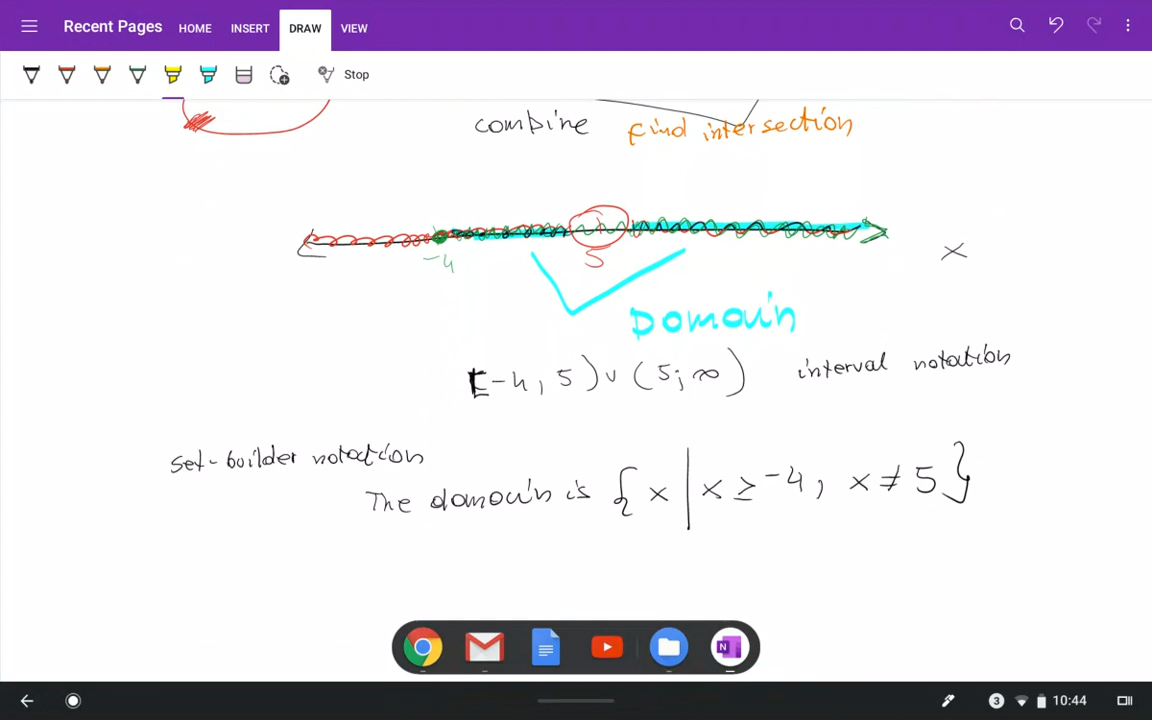 Recent Pages HOME INSERT DRAW VIEW
Stop
combine find intersection
-4 5 x
Domain
[-4, 5) ∪ (5; ∞) interval notation
set-builder notation
The domain is { x | x ≥ -4, x ≠ 5 }
N
3 10:44